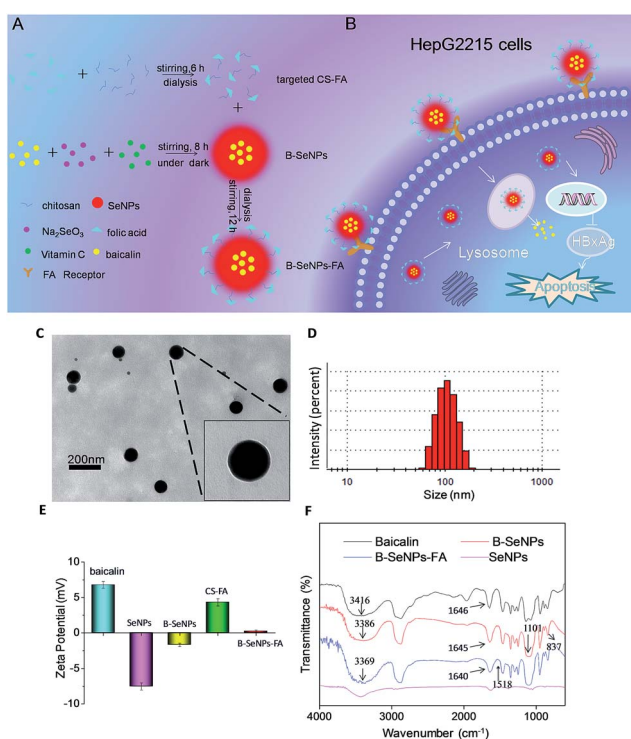 A
stirring,6 h
dialysis
targeted CS-FA
+
+
stirring, 8 h
under dark
B-SeNPs
+
+
dialysis
stirring,12 h
B-SeNPs-FA
chitosan
SeNPs
Na₂SeO₃
folic acid
Vitamin C
baicalin
FA Receptor
B
HepG2215 cells
Lysosome
HBxAg
Apoptosis
C
200nm
D
Intensity (percent)
10
100
1000
Size (nm)
E
Zeta Potential (mV)
10
5
0
-5
-10
baicalin
SeNPs
B-SeNPs
CS-FA
B-SeNPs-FA
F
Baicalin
B-SeNPs
B-SeNPs-FA
SeNPs
Transmittance (%)
3416
1646
3386
1645
1101
837
3369
1640
1518
4000
3000
2000
1000
Wavenumber (cm⁻¹)